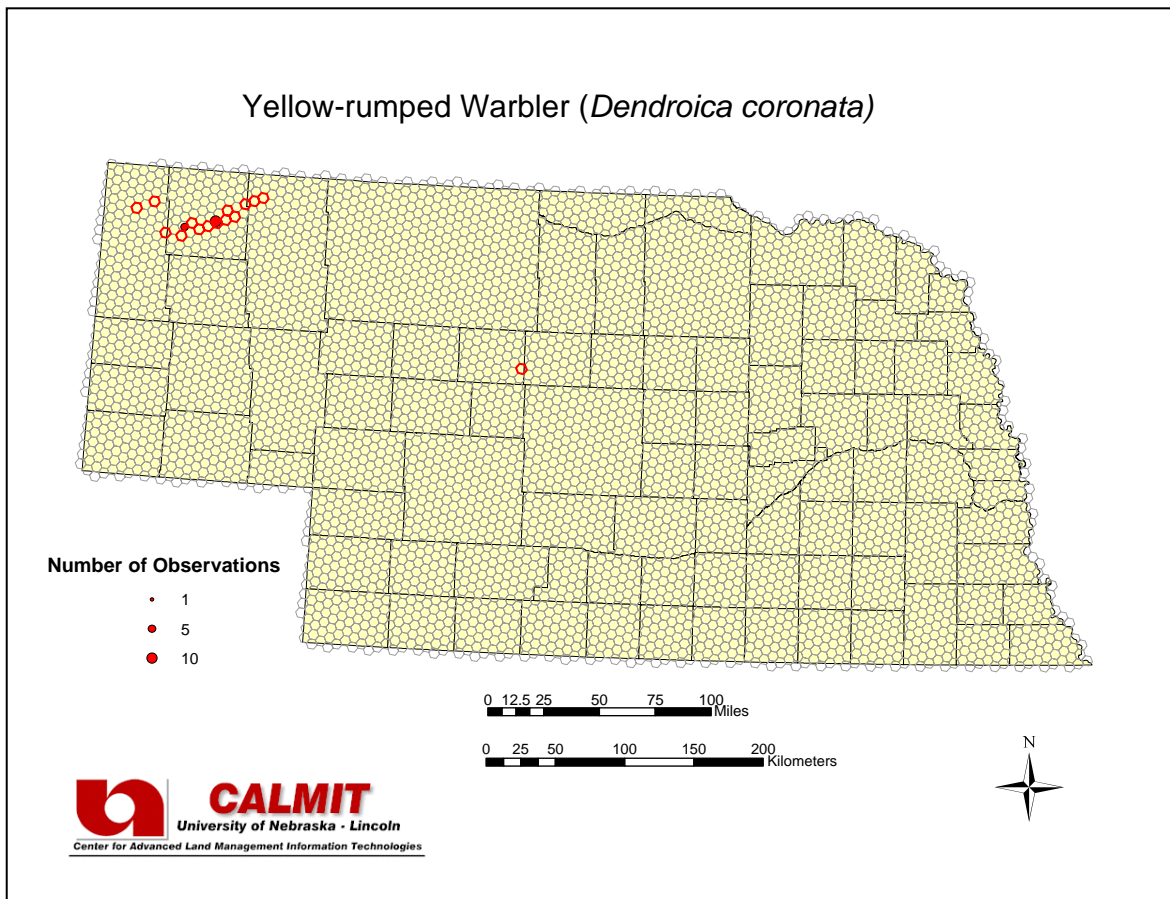 Yellow-rumped Warbler (Dendroica coronata)
Number of Observations
1
5
10
0 12.5 25 50 75 100
Miles
0 25 50 100 150 200
Kilometers
N
CALMIT
University of Nebraska - Lincoln
Center for Advanced Land Management Information Technologies